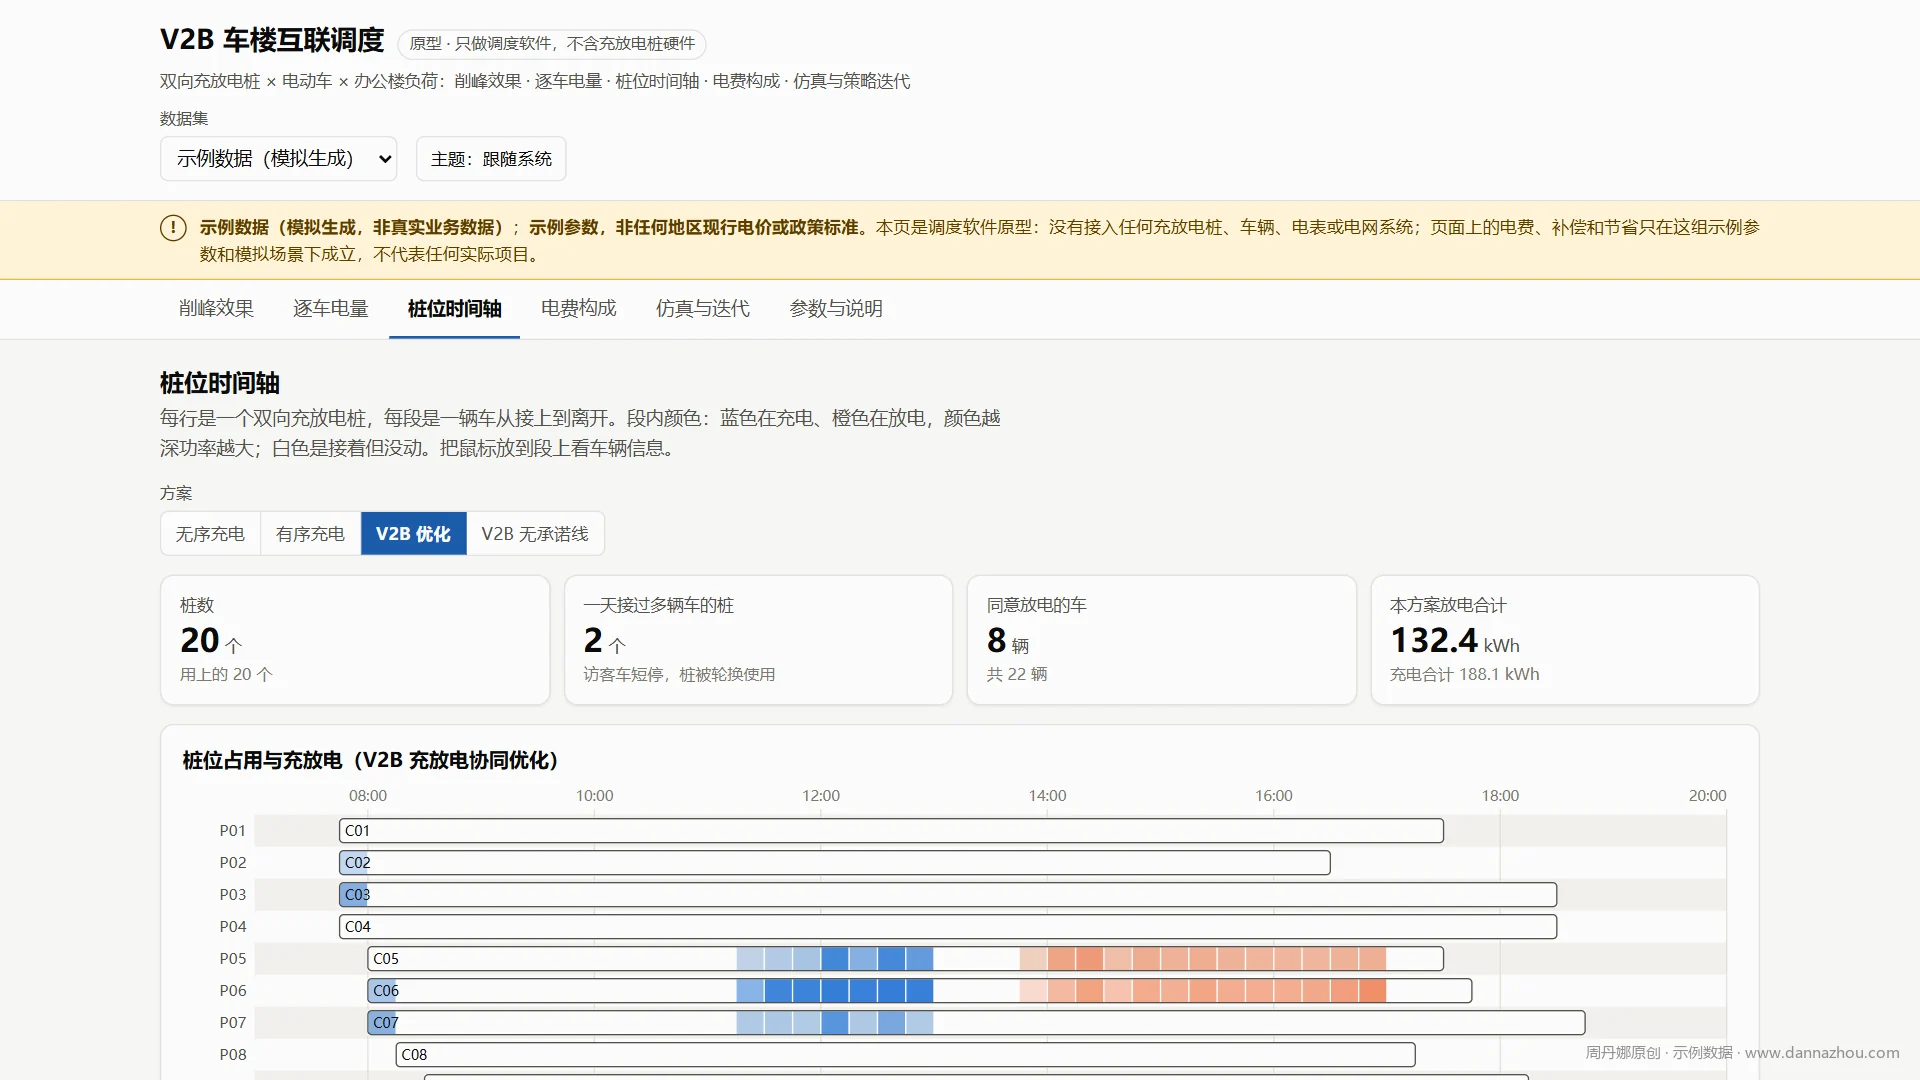 V2B 车楼互联调度
原型 · 只做调度软件，不含充放电桩硬件
双向充放电桩 × 电动车 × 办公楼负荷：削峰效果 · 逐车电量 · 桩位时间轴 · 电费构成 · 仿真与策略迭代
数据集
示例数据（模拟生成）
主题：跟随系统
示例数据（模拟生成，非真实业务数据）；示例参数，非任何地区现行电价或政策标准。本页是调度软件原型：没有接入任何充放电桩、车辆、电表或电网系统；页面上的电费、补偿和节省只在这组示例参
数和模拟场景下成立，不代表任何实际项目。
削峰效果
逐车电量
桩位时间轴
电费构成
仿真与迭代
参数与说明
桩位时间轴
每行是一个双向充放电桩，每段是一辆车从接上到离开。段内颜色：蓝色在充电、橙色在放电，颜色越
深功率越大；白色是接着但没动。把鼠标放到段上看车辆信息。
方案
无序充电
有序充电
V2B 优化
V2B 无承诺线
桩数
20 个
用上的 20 个
一天接过多辆车的桩
2 个
访客车短停，桩被轮换使用
同意放电的车
8 辆
共 22 辆
本方案放电合计
132.4 kWh
充电合计 188.1 kWh
桩位占用与充放电（V2B 充放电协同优化）
08:00 10:00 12:00 14:00 16:00 18:00 20:00
P01 C01
P02 C02
P03 C03
P04 C04
P05 C05
P06 C06
P07 C07
P08 C08
周丹娜原创 · 示例数据 · www.dannazhou.com